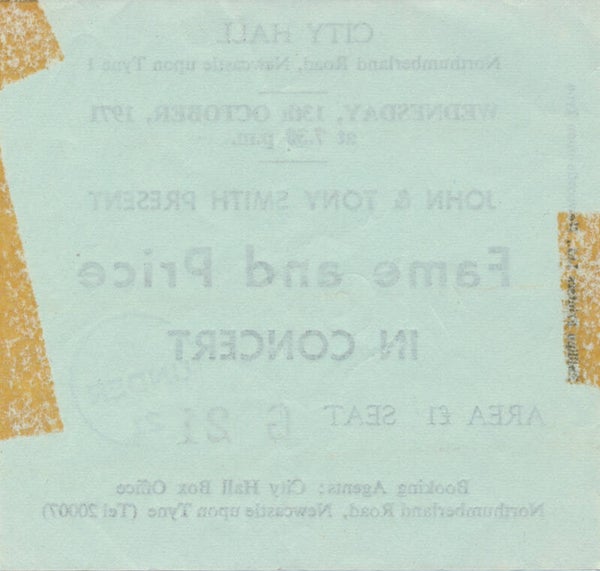 CITY HALL
Northumberland Road, Newcastle upon Tyne 1
WEDNESDAY, 13th OCTOBER, 1971
at 7.30 p.m.
JOHN & TONY SMITH PRESENT
Fame and Price
IN CONCERT
UNDER
AREA £1 SEAT G 21
Booking Agents: City Hall Box Office
Northumberland Road, Newcastle upon Tyne (Tel 20007)